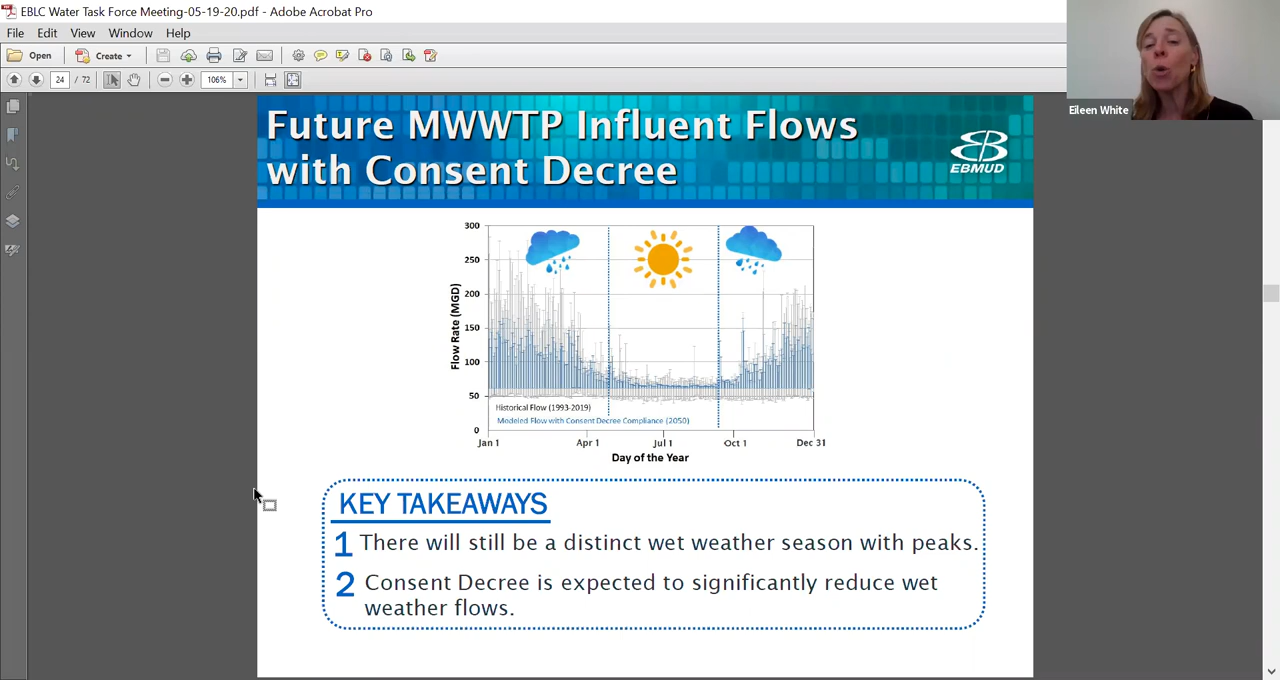 EBLC Water Task Force Meeting-05-19-20.pdf - Adobe Acrobat Pro
File Edit View Window Help
Open Create
24 / 72 106%
Eileen White
Future MWWTP Influent Flows
with Consent Decree
EBMUD
300
250
200
150
100
50
0
Flow Rate (MGD)
Historical Flow (1993-2019)
Modeled Flow with Consent Decree Compliance (2050)
Jan 1 Apr 1 Jul 1 Oct 1 Dec 31
Day of the Year
KEY TAKEAWAYS
1 There will still be a distinct wet weather season with peaks.
2 Consent Decree is expected to significantly reduce wet
weather flows.